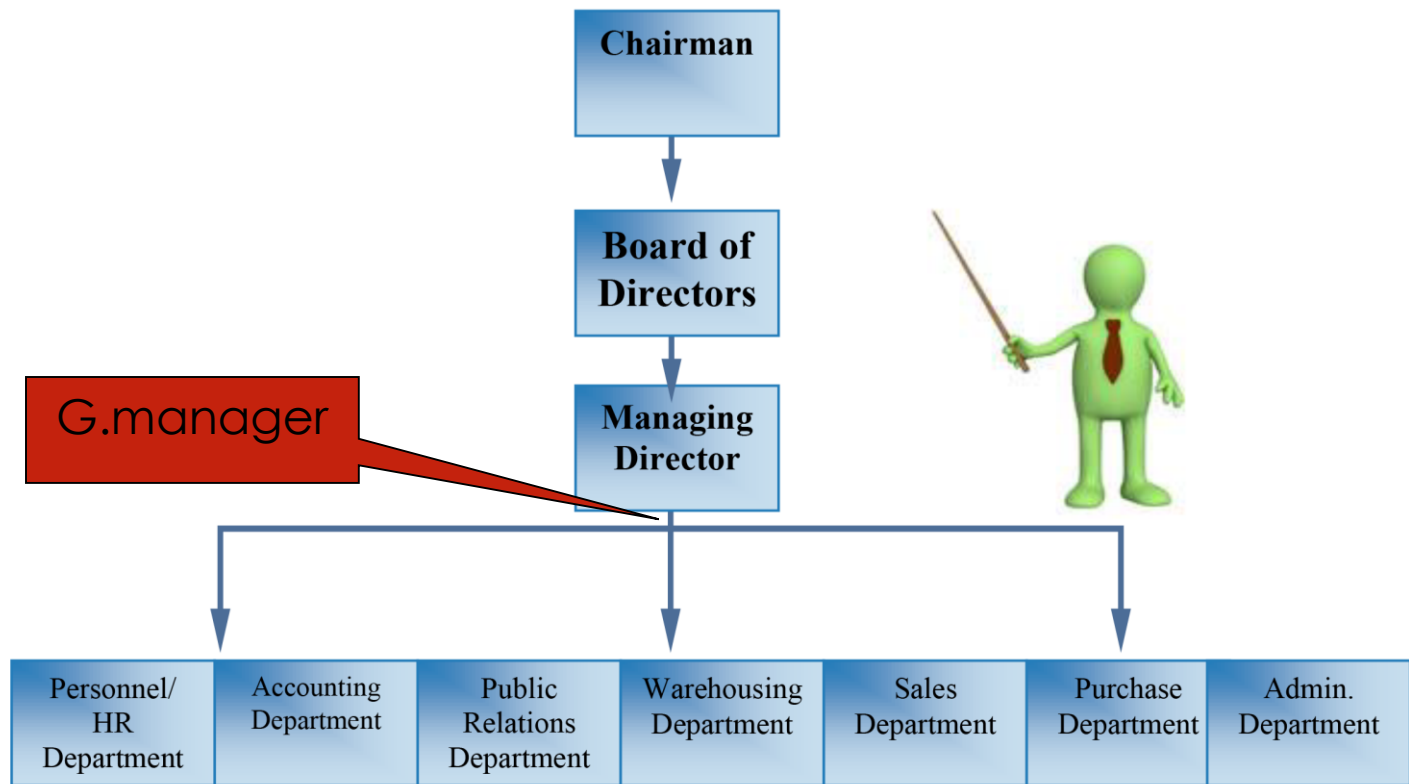 Chairman
Board of
Directors
G.manager
Managing
Director
Personnel/
HR
Department
Accounting
Department
Public
Relations
Department
Warehousing
Department
Sales
Department
Purchase
Department
Admin.
Department